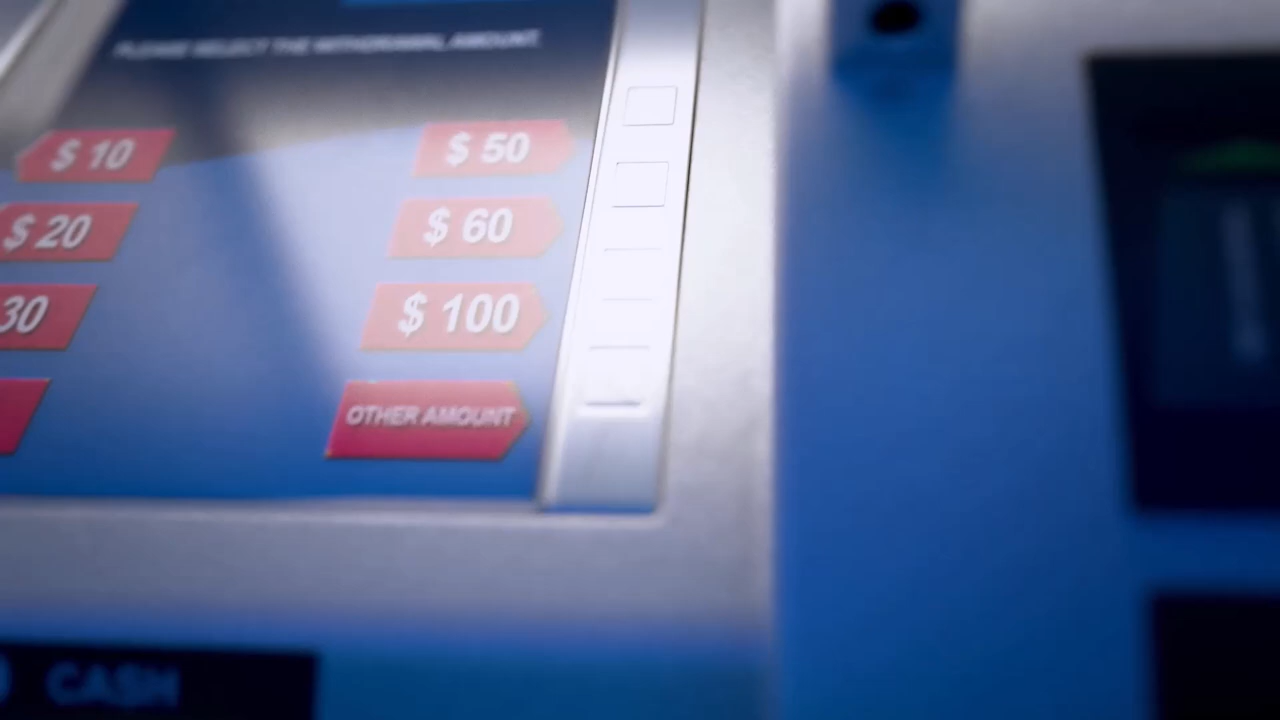 PLEASE SELECT THE WITHDRAWAL AMOUNT
$ 10
$ 50
$ 20
$ 60
30
$ 100
OTHER AMOUNT
CASH